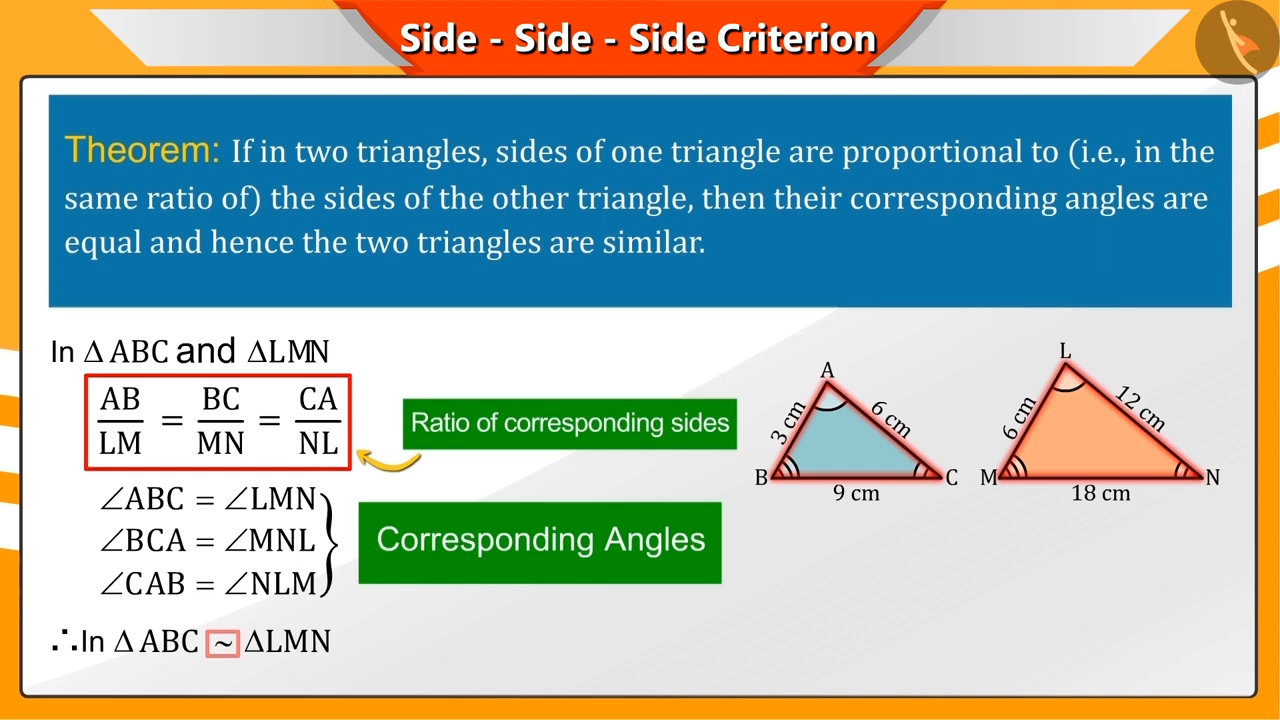 Side - Side - Side Criterion
Theorem: If in two triangles, sides of one triangle are proportional to (i.e., in the
same ratio of) the sides of the other triangle, then their corresponding angles are
equal and hence the two triangles are similar.
In Δ ABC and ΔLMN
AB/LM = BC/MN = CA/NL
Ratio of corresponding sides
∠ABC = ∠LMN
∠BCA = ∠MNL
∠CAB = ∠NLM
Corresponding Angles
∴In Δ ABC ~ ΔLMN
A
3 cm
6 cm
B
C
9 cm
L
6 cm
12 cm
M
N
18 cm